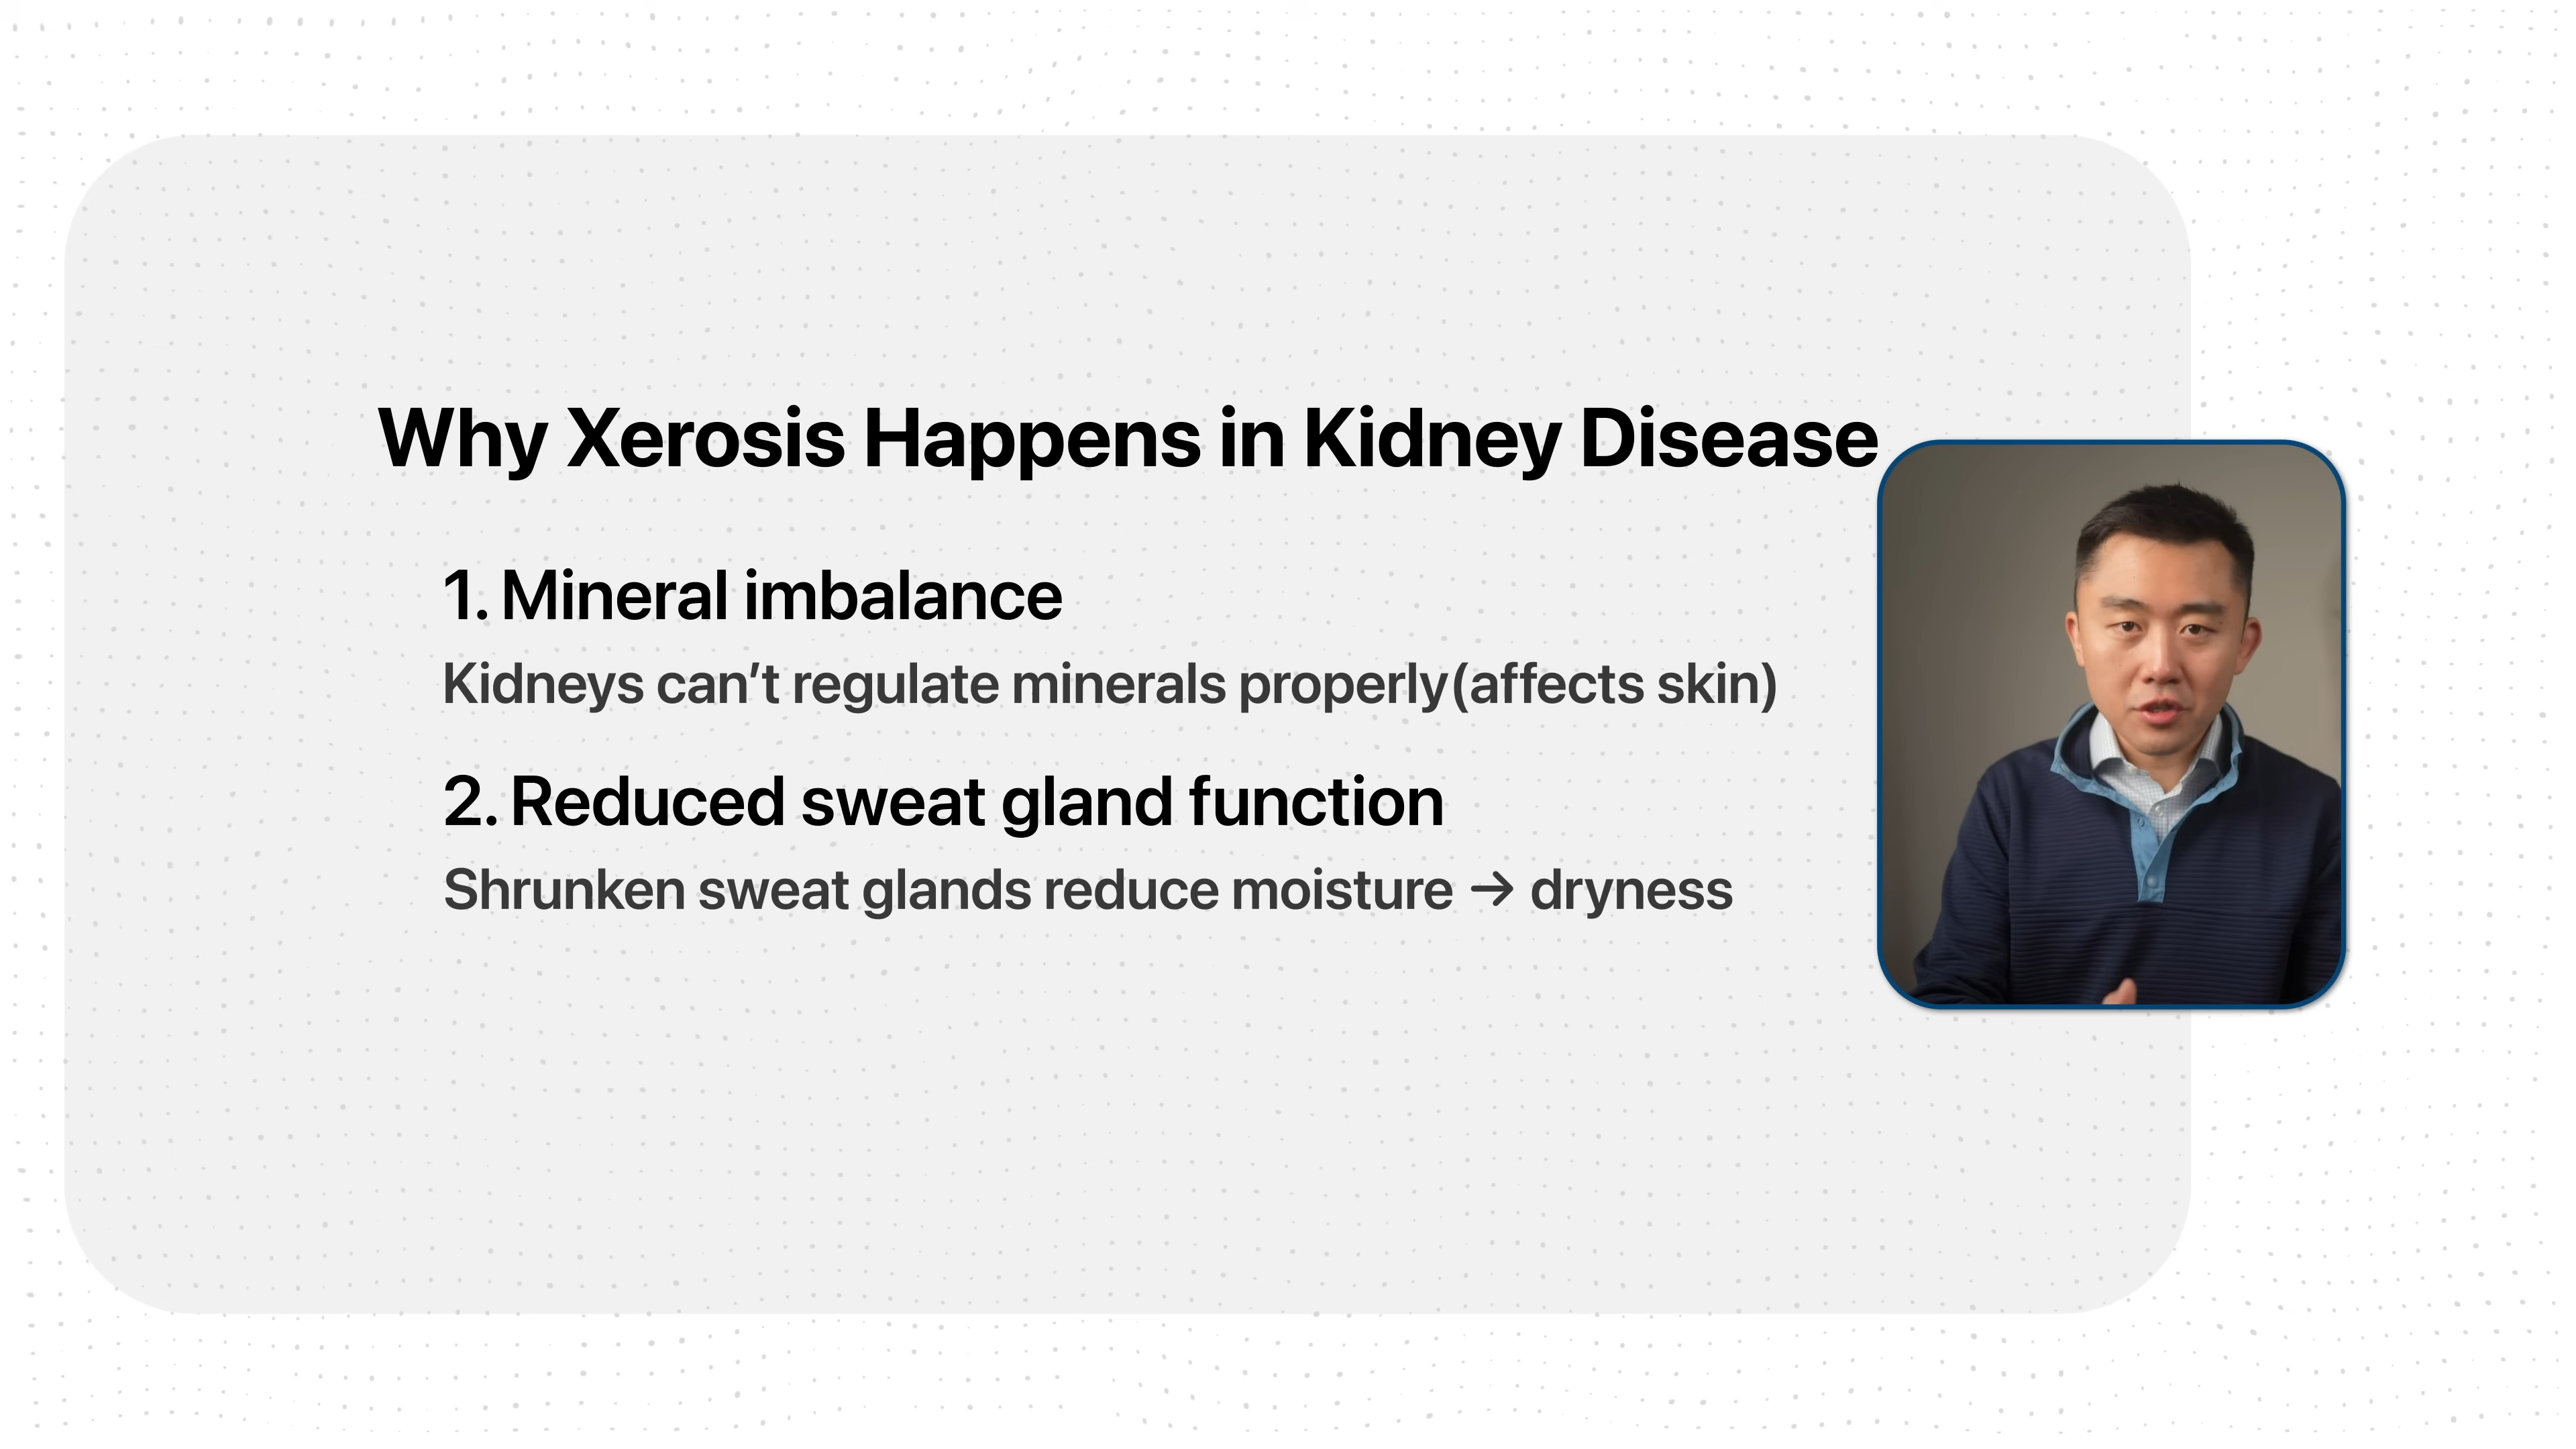 Why Xerosis Happens in Kidney Disease
1. Mineral imbalance
Kidneys can’t regulate minerals properly(affects skin)
2. Reduced sweat gland function
Shrunken sweat glands reduce moisture → dryness